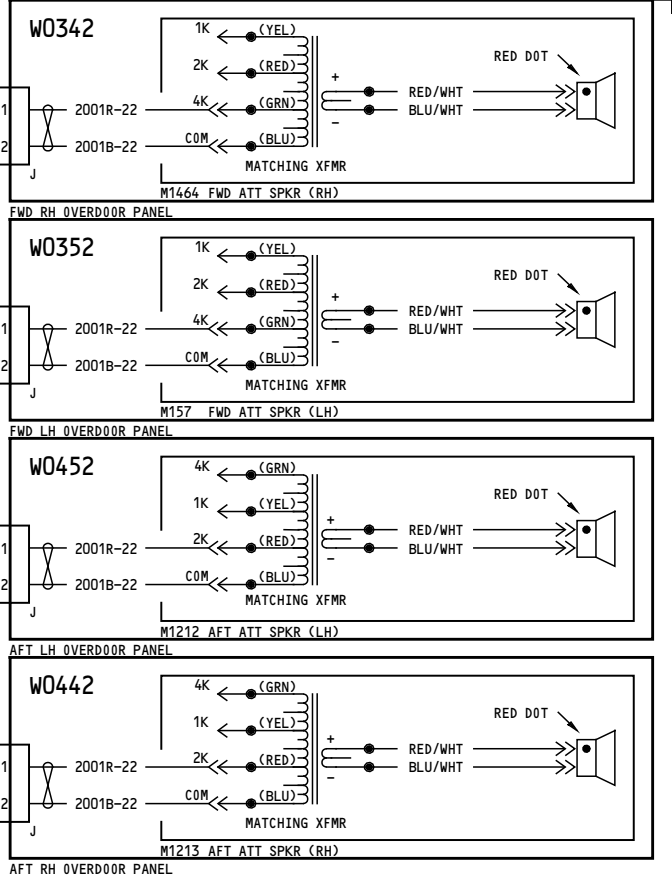 W0342
1K (YEL)
2K (RED) + RED DOT
4K (GRN) RED/WHT
1 2001R-22 BLU/WHT
COM (BLU) −
2 2001B-22
J MATCHING XFMR
M1464 FWD ATT SPKR (RH)
FWD RH OVERDOOR PANEL
W0352
1K (YEL)
2K (RED) + RED DOT
4K (GRN) RED/WHT
1 2001R-22 BLU/WHT
COM (BLU) −
2 2001B-22
J MATCHING XFMR
M157 FWD ATT SPKR (LH)
FWD LH OVERDOOR PANEL
W0452
4K (GRN)
1K (YEL) + RED DOT
2K (RED) RED/WHT
1 2001R-22 BLU/WHT
COM (BLU) −
2 2001B-22
J MATCHING XFMR
M1212 AFT ATT SPKR (LH)
AFT LH OVERDOOR PANEL
W0442
4K (GRN)
1K (YEL) + RED DOT
2K (RED) RED/WHT
1 2001R-22 BLU/WHT
COM (BLU) −
2 2001B-22
J MATCHING XFMR
M1213 AFT ATT SPKR (RH)
AFT RH OVERDOOR PANEL